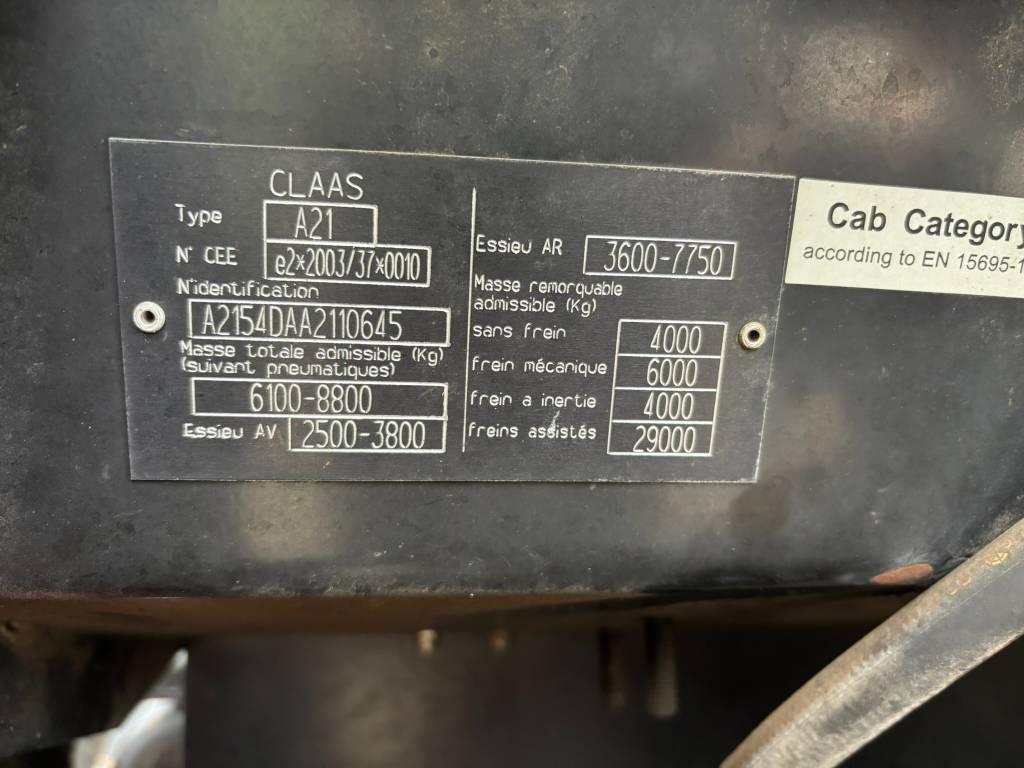 CLAAS
Type A21
N° CEE e2*2003/37*0010
N°identification
A2154DAA2110645
Masse totale admissible (Kg)
(suivant pneumatiques)
6100-8800
Essieu AV 2500-3800
Essieu AR 3600-7750
Masse remorquable
admissible (Kg)
sans frein 4000
frein mécanique 6000
frein a inertie 4000
freins assistés 29000
Cab Category
according to EN 15695-1